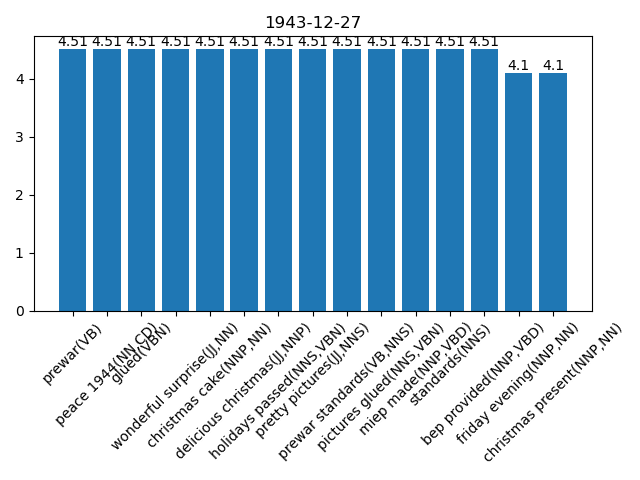 1943-12-27
4.51 4.51 4.51 4.51 4.51 4.51 4.51 4.51 4.51 4.51 4.51 4.51 4.51 4.1 4.1
4
3
2
1
0
prewar(VB)
peace 1944(NN,CD)
glued(VBN)
wonderful surprise(JJ,NN)
christmas cake(NNP,NN)
delicious christmas(JJ,NNP)
holidays passed(NNS,VBN)
pretty pictures(JJ,NNS)
prewar standards(VB,NNS)
pictures glued(NNS,VBN)
miep made(NNP,VBD)
standards(NNS)
bep provided(NNP,VBD)
friday evening(NNP,NN)
christmas present(NNP,NN)